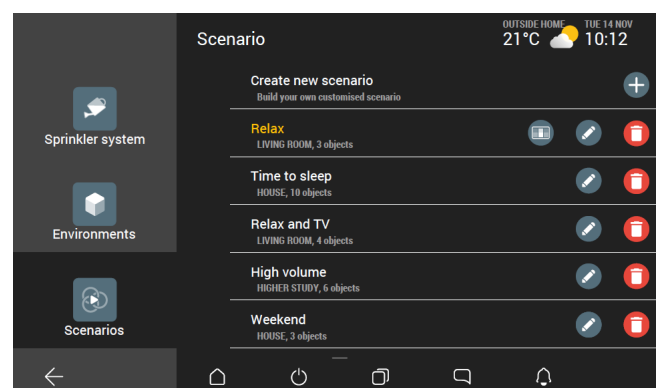 Scenario
OUTSIDE HOME
21°C
TUE 14 NOV
10:12
Create new scenario
Build your own customised scenario
Relax
LIVING ROOM, 3 objects
Time to sleep
HOUSE, 10 objects
Relax and TV
LIVING ROOM, 4 objects
High volume
HIGHER STUDY, 6 objects
Weekend
HOUSE, 3 objects
Sprinkler system
Environments
Scenarios